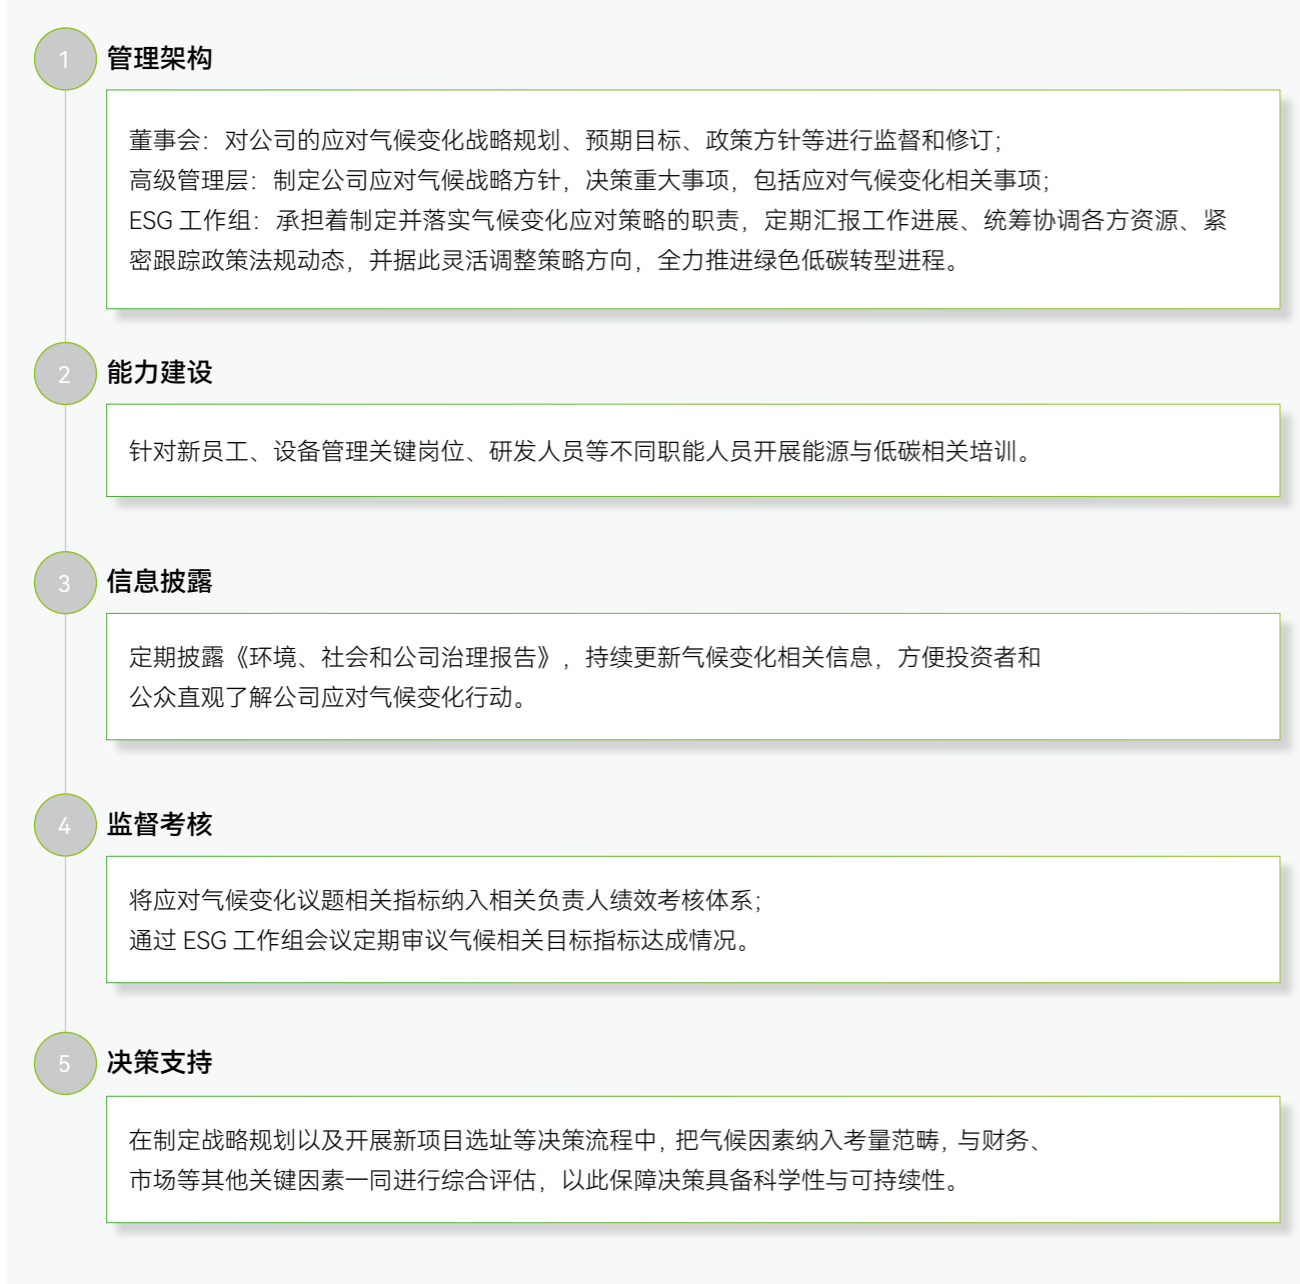 1
管理架构
董事会：对公司的应对气候变化战略规划、预期目标、政策方针等进行监督和修订；
高级管理层：制定公司应对气候战略方针，决策重大事项，包括应对气候变化相关事项；
ESG 工作组：承担着制定并落实气候变化应对策略的职责，定期汇报工作进展、统筹协调各方资源、紧
密跟踪政策法规动态，并据此灵活调整策略方向，全力推进绿色低碳转型进程。
2
能力建设
针对新员工、设备管理关键岗位、研发人员等不同职能人员开展能源与低碳相关培训。
3
信息披露
定期披露《环境、社会和公司治理报告》，持续更新气候变化相关信息，方便投资者和
公众直观了解公司应对气候变化行动。
4
监督考核
将应对气候变化议题相关指标纳入相关负责人绩效考核体系；
通过 ESG 工作组会议定期审议气候相关目标指标达成情况。
5
决策支持
在制定战略规划以及开展新项目选址等决策流程中，把气候因素纳入考量范畴，与财务、
市场等其他关键因素一同进行综合评估，以此保障决策具备科学性与可持续性。